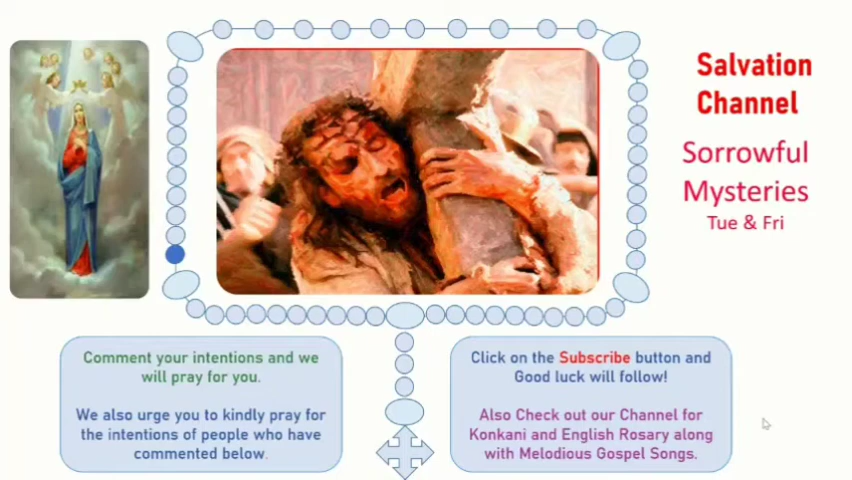 Salvation
Channel
Sorrowful
Mysteries
Tue & Fri
Comment your intentions and we
will pray for you.
We also urge you to kindly pray for
the intentions of people who have
commented below.
Click on the Subscribe button and
Good luck will follow!
Also Check out our Channel for
Konkani and English Rosary along
with Melodious Gospel Songs.